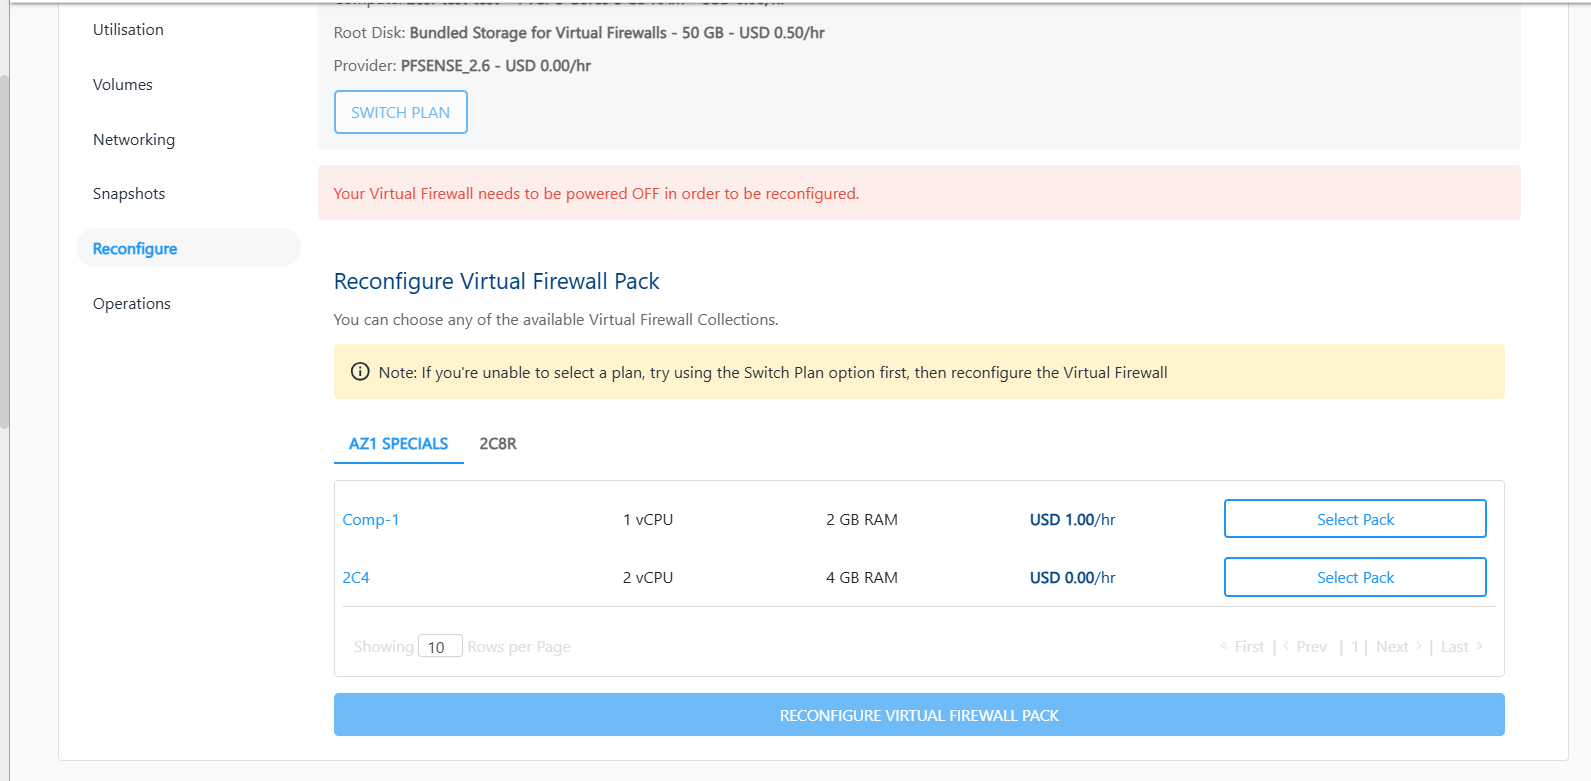 Utilisation
Volumes
Networking
Snapshots
Reconfigure
Operations
Root Disk: Bundled Storage for Virtual Firewalls - 50 GB - USD 0.50/hr
Provider: PFSENSE_2.6 - USD 0.00/hr
SWITCH PLAN
Your Virtual Firewall needs to be powered OFF in order to be reconfigured.
Reconfigure Virtual Firewall Pack
You can choose any of the available Virtual Firewall Collections.
Note: If you're unable to select a plan, try using the Switch Plan option first, then reconfigure the Virtual Firewall
AZ1 SPECIALS 2C8R
Comp-1 1 vCPU 2 GB RAM USD 1.00/hr Select Pack
2C4 2 vCPU 4 GB RAM USD 0.00/hr Select Pack
Showing 10 Rows per Page « First | ‹ Prev | 1 | Next › | Last »
RECONFIGURE VIRTUAL FIREWALL PACK